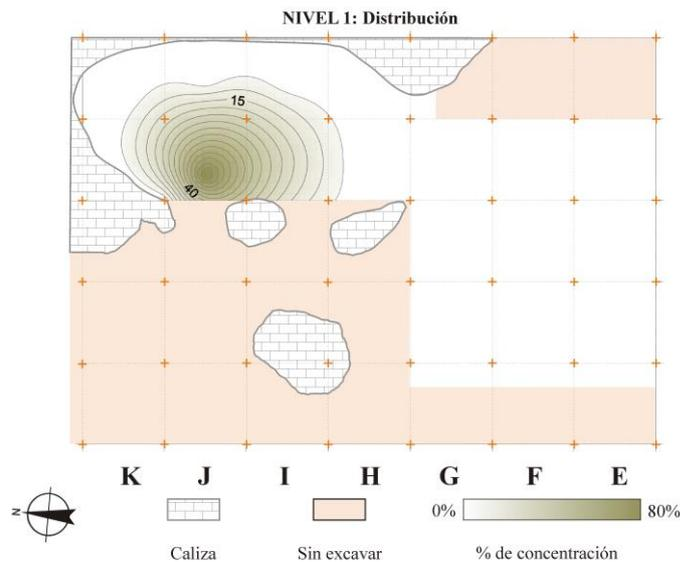 NIVEL 1: Distribución
15
40
K J I H G F E
N
0% 80%
Caliza Sin excavar % de concentración